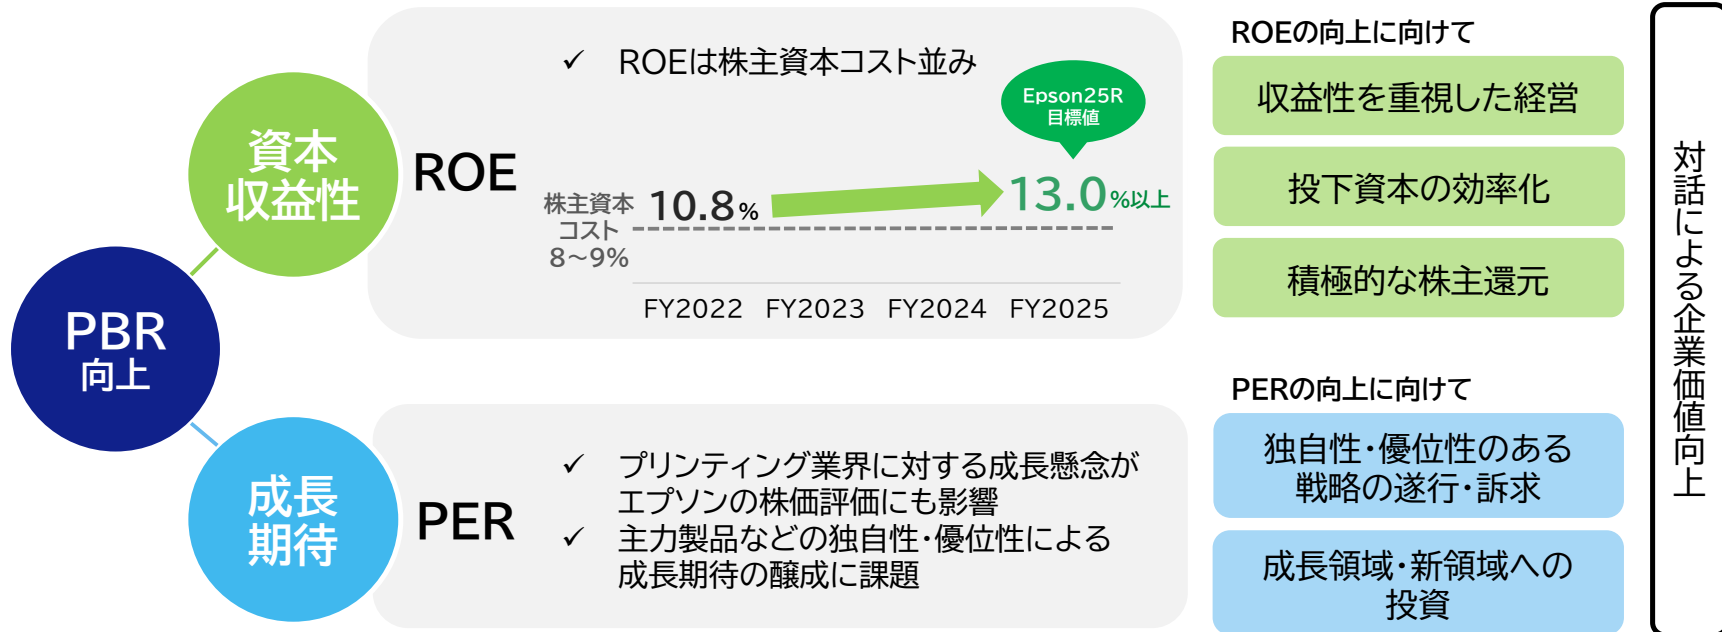 PBR
向上
資本
収益性
ROE
✓ ROEは株主資本コスト並み
Epson25R
目標値
株主資本
コスト
8～9%
10.8%
13.0%以上
FY2022 FY2023 FY2024 FY2025
ROEの向上に向けて
収益性を重視した経営
投下資本の効率化
積極的な株主還元
成長
期待
PER
✓ プリンティング業界に対する成長懸念が
エプソンの株価評価にも影響
✓ 主力製品などの独自性・優位性による
成長期待の醸成に課題
PERの向上に向けて
独自性・優位性のある
戦略の遂行・訴求
成長領域・新領域への
投資
対話による企業価値向上